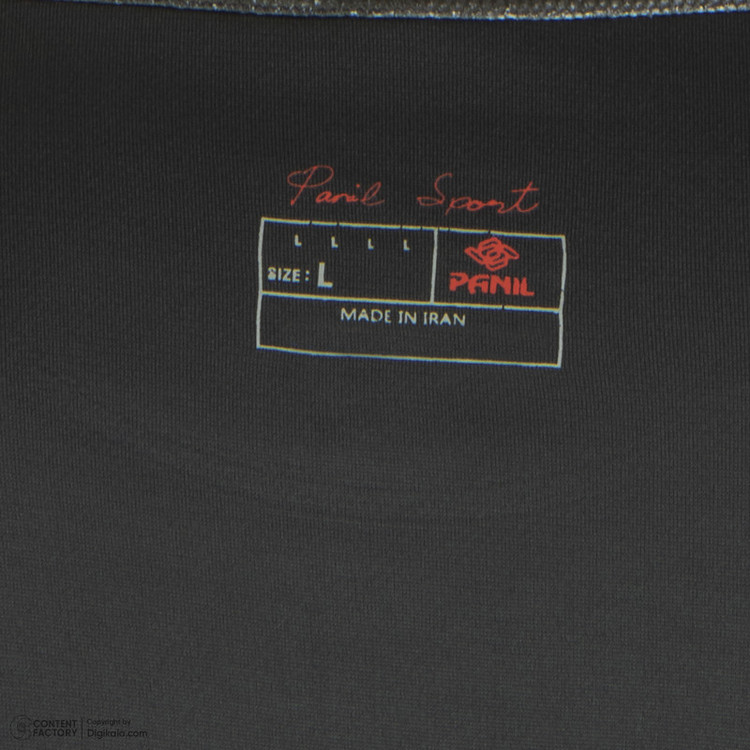 Panil Sport
L L L L
SIZE: L
PANIL
MADE IN IRAN
CONTENT FACTORY
Copyright by
Digikala.com